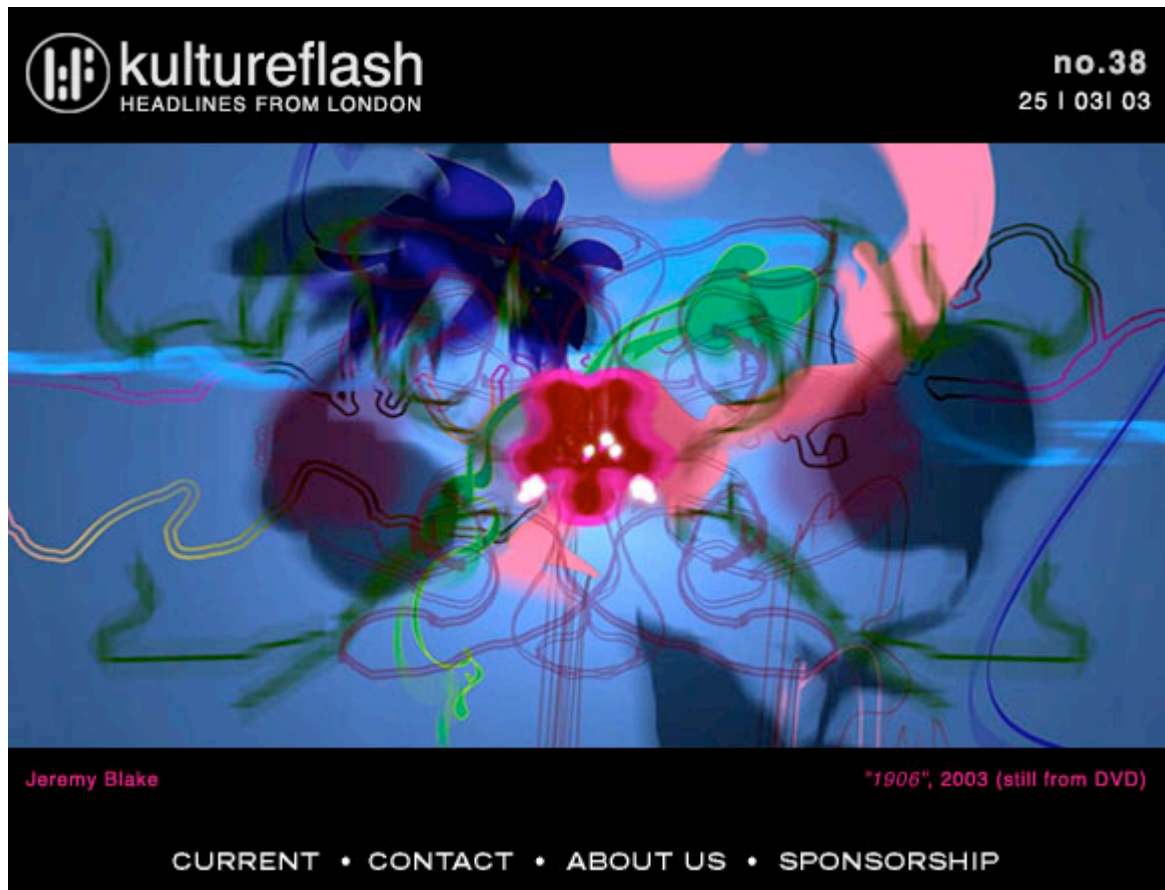 kultureflash
HEADLINES FROM LONDON
no.38
25 | 03| 03
Jeremy Blake
"1906", 2003 (still from DVD)
CURRENT • CONTACT • ABOUT US • SPONSORSHIP